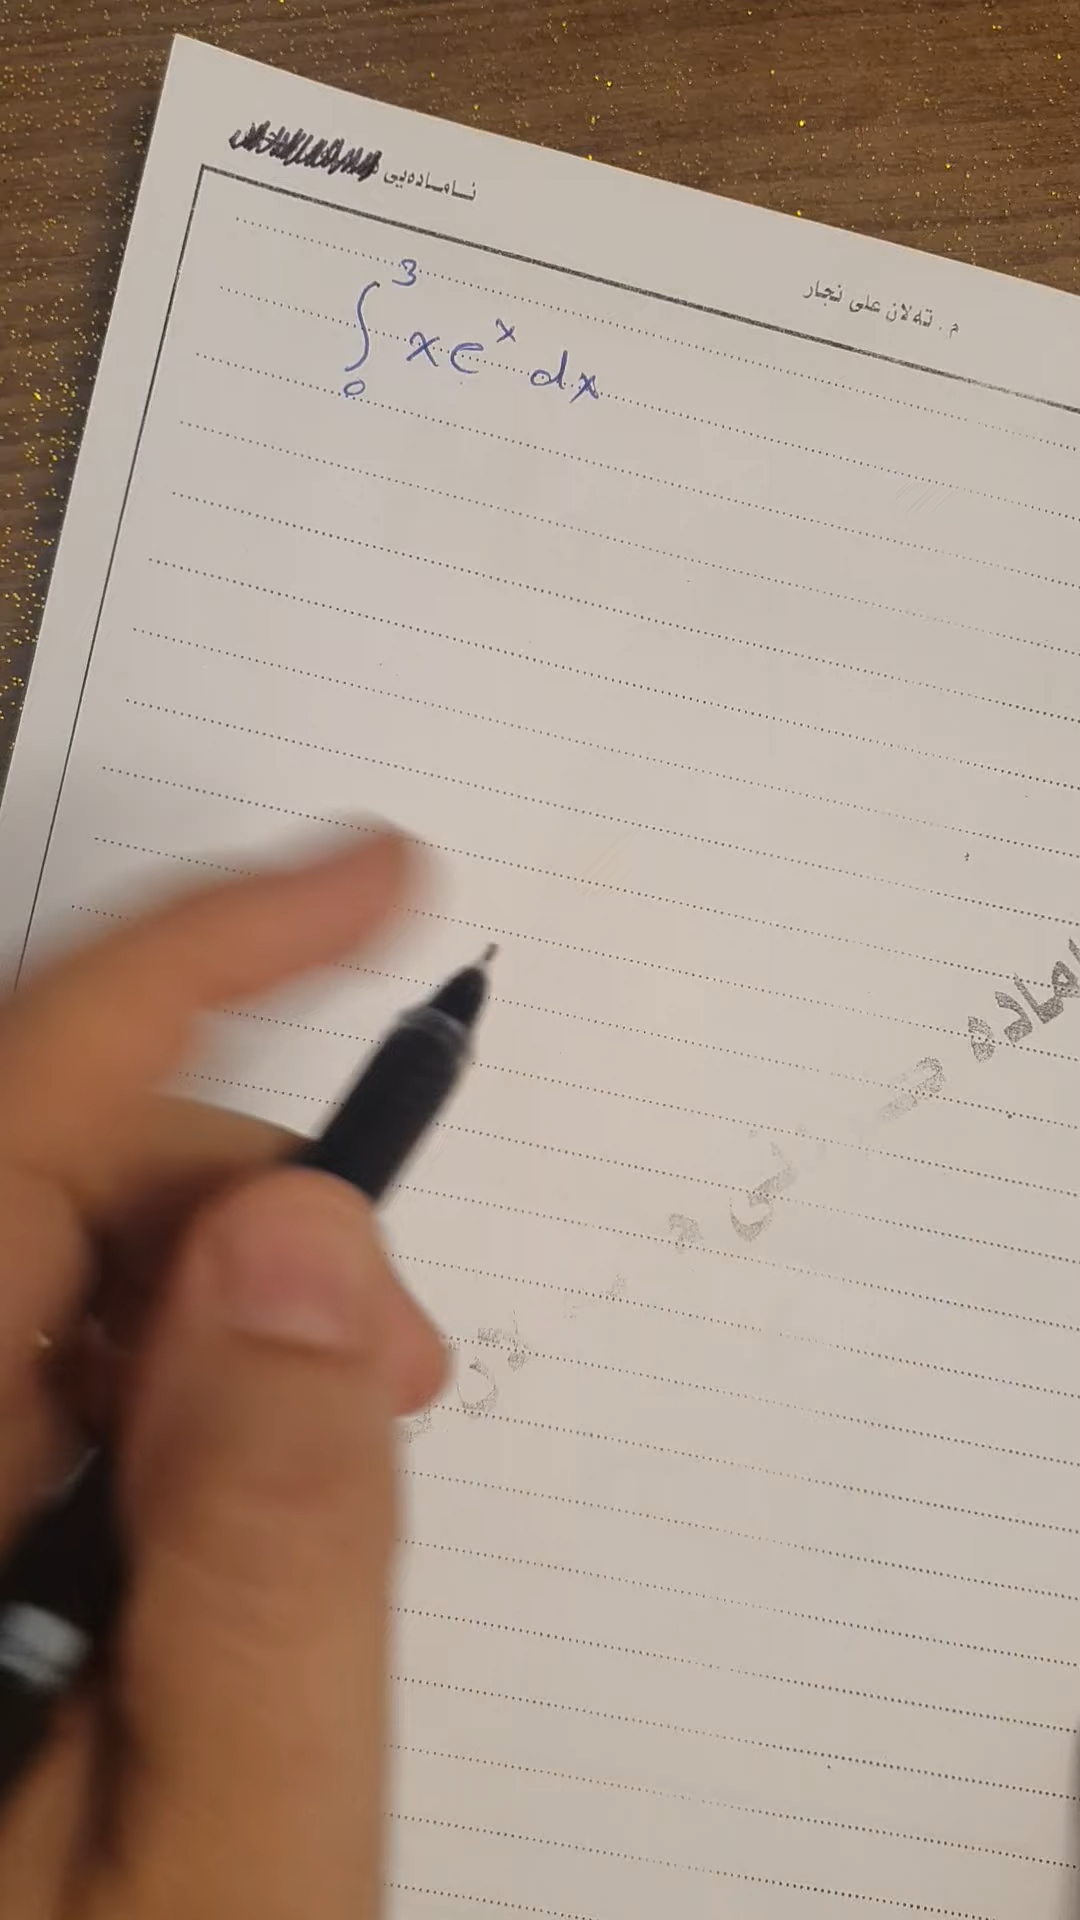 ئامادەیی
م. تەلان علی نجار
∫₀³ xeˣ dx